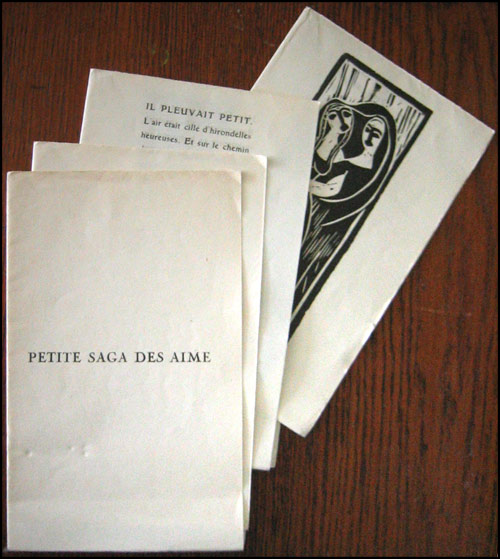 PETITE SAGA DES AIME
IL PLEUVAIT PETIT.
L'air était cillé d'hirondelles
heureuses. Et sur le chemin